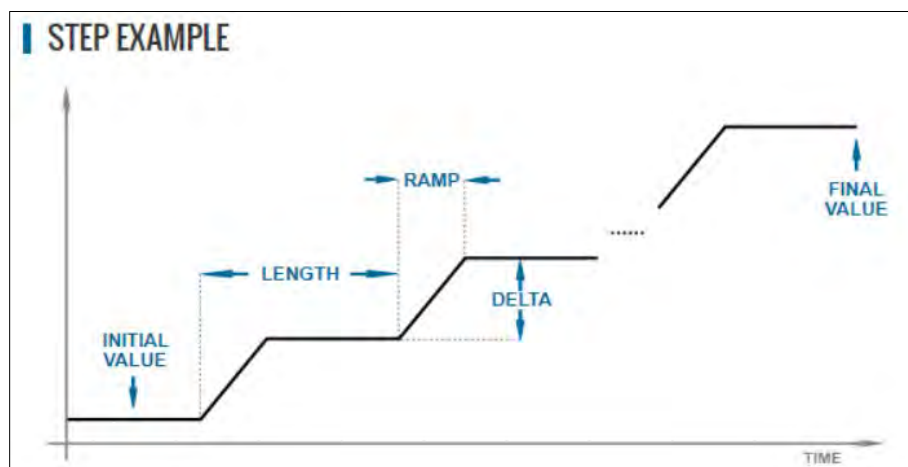 STEP EXAMPLE
RAMP
FINAL
VALUE
......
LENGTH
DELTA
INITIAL
VALUE
TIME